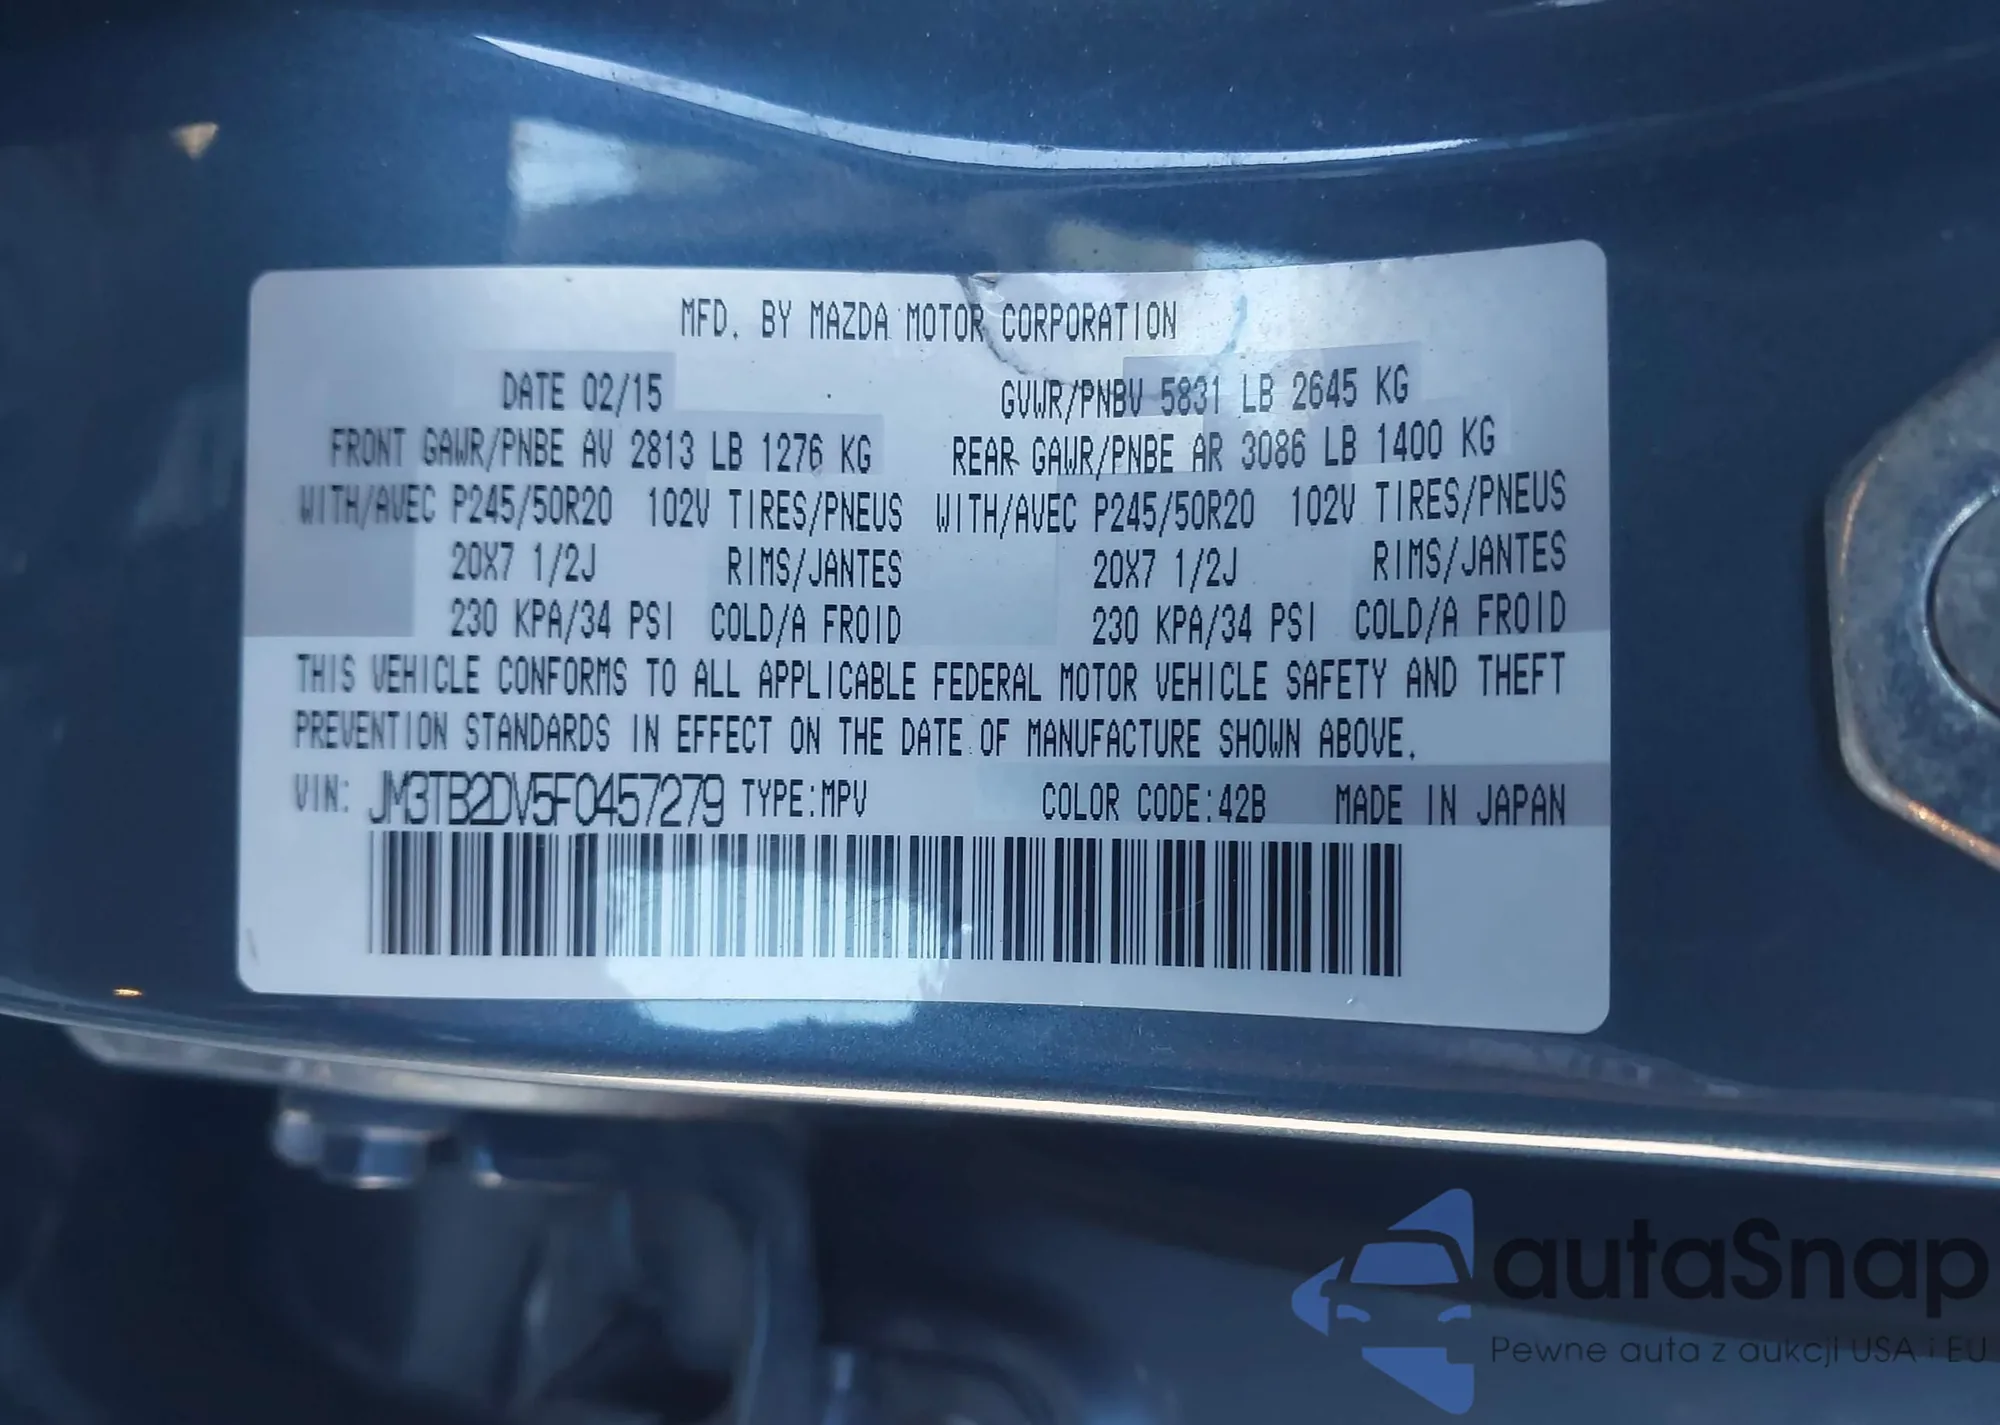 MFD. BY MAZDA MOTOR CORPORATION
DATE 02/15 GVWR/PNBV 5831 LB 2645 KG
FRONT GAWR/PNBE AV 2813 LB 1276 KG REAR GAWR/PNBE AR 3086 LB 1400 KG
WITH/AVEC P245/50R20 102V TIRES/PNEUS WITH/AVEC P245/50R20 102V TIRES/PNEUS
20X7 1/2J RIMS/JANTES 20X7 1/2J RIMS/JANTES
230 KPA/34 PSI COLD/A FROID 230 KPA/34 PSI COLD/A FROID
THIS VEHICLE CONFORMS TO ALL APPLICABLE FEDERAL MOTOR VEHICLE SAFETY AND THEFT
PREVENTION STANDARDS IN EFFECT ON THE DATE OF MANUFACTURE SHOWN ABOVE.
VIN: JM3TB2DV5F0457279 TYPE:MPV COLOR CODE:42B MADE IN JAPAN
autaSnap
Pewne auta z aukcji USA i EU